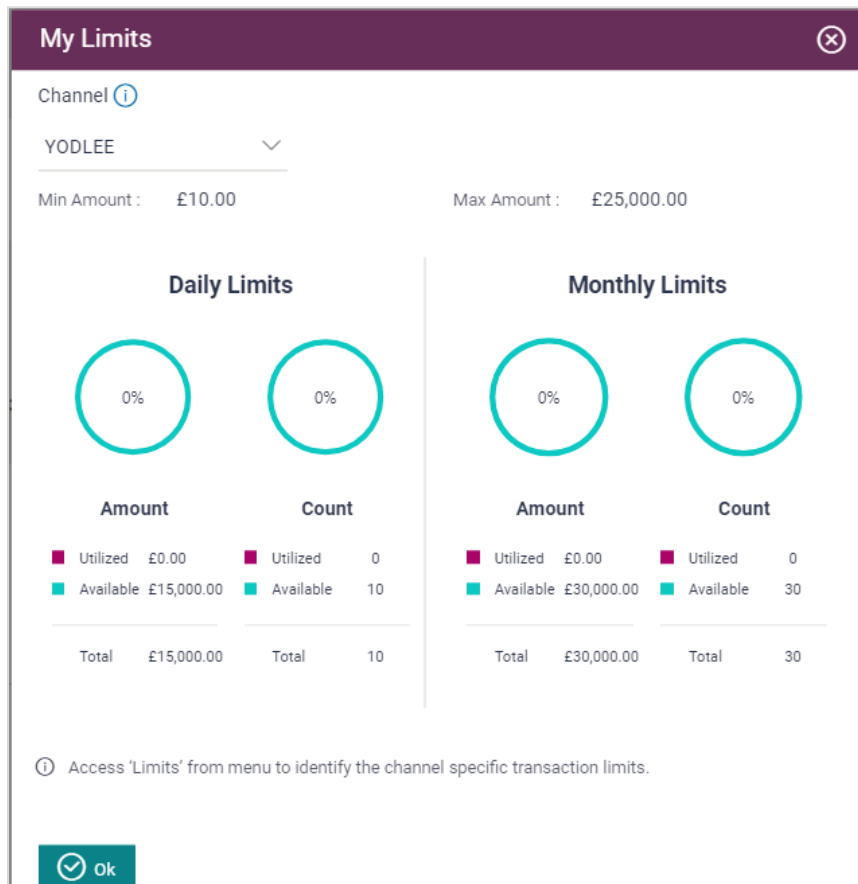 My Limits
Channel
YODLEE
Min Amount : £10.00 Max Amount : £25,000.00
Daily Limits Monthly Limits
0% 0% 0% 0%
Amount Count Amount Count
Utilized £0.00 Utilized 0 Utilized £0.00 Utilized 0
Available £15,000.00 Available 10 Available £30,000.00 Available 30
Total £15,000.00 Total 10 Total £30,000.00 Total 30
Access ‘Limits’ from menu to identify the channel specific transaction limits.
Ok